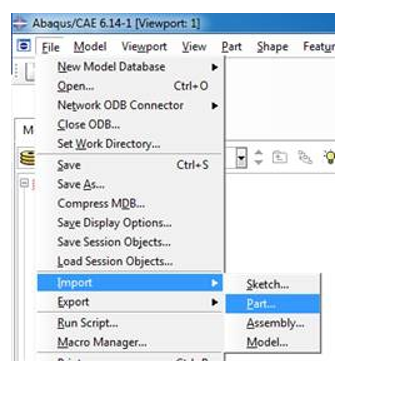 Abaqus/CAE 6.14-1 [Viewport: 1]
File Model Viewport View Part Shape Featur
New Model Database
Open... Ctrl+O
Network ODB Connector
Close ODB...
Set Work Directory...
M
Save Ctrl+S
Save As...
Compress MDB...
Save Display Options...
Save Session Objects...
Load Session Objects...
Import
Sketch...
Export
Part...
Run Script...
Assembly...
Macro Manager...
Model...